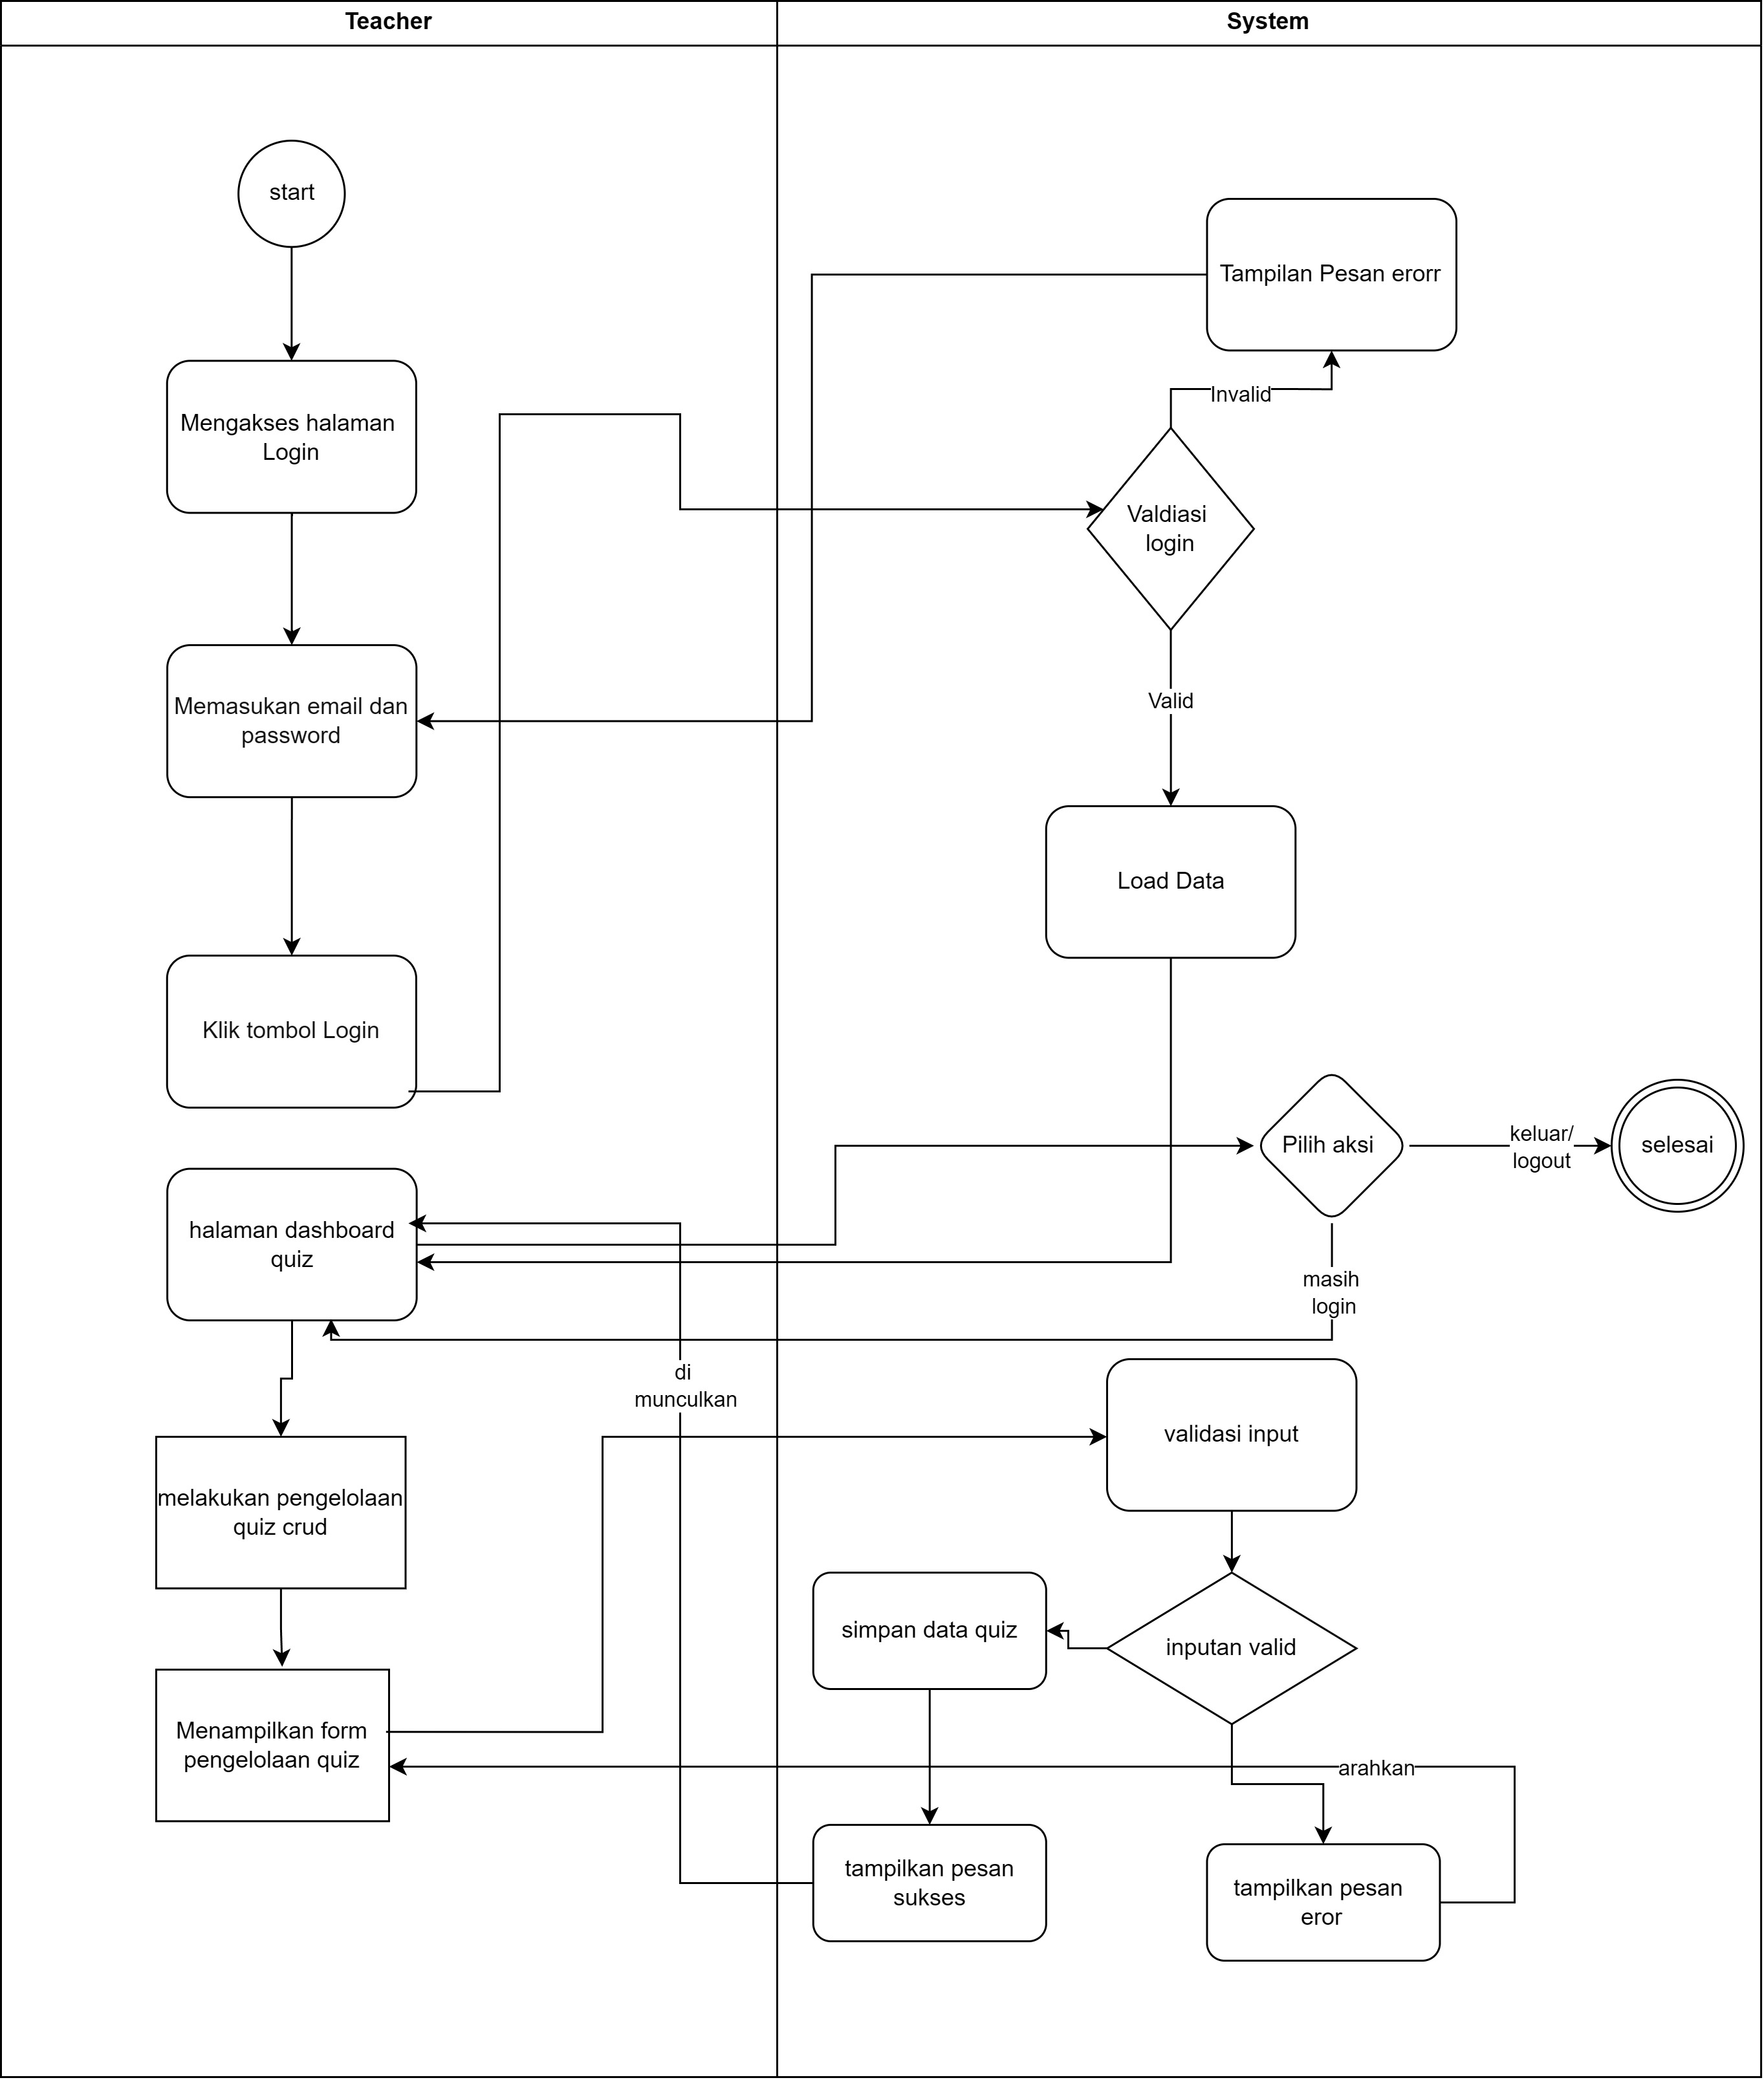 Teacher
System
start
Tampilan Pesan erorr
Invalid
Mengakses halaman
Login
Valdiasi
login
Memasukan email dan
password
Valid
Load Data
Klik tombol Login
Pilih aksi
keluar/
logout
selesai
halaman dashboard
quiz
masih
login
di
munculkan
validasi input
melakukan pengelolaan
quiz crud
simpan data quiz
inputan valid
Menampilkan form
pengelolaan quiz
arahkan
tampilkan pesan
sukses
tampilkan pesan
eror